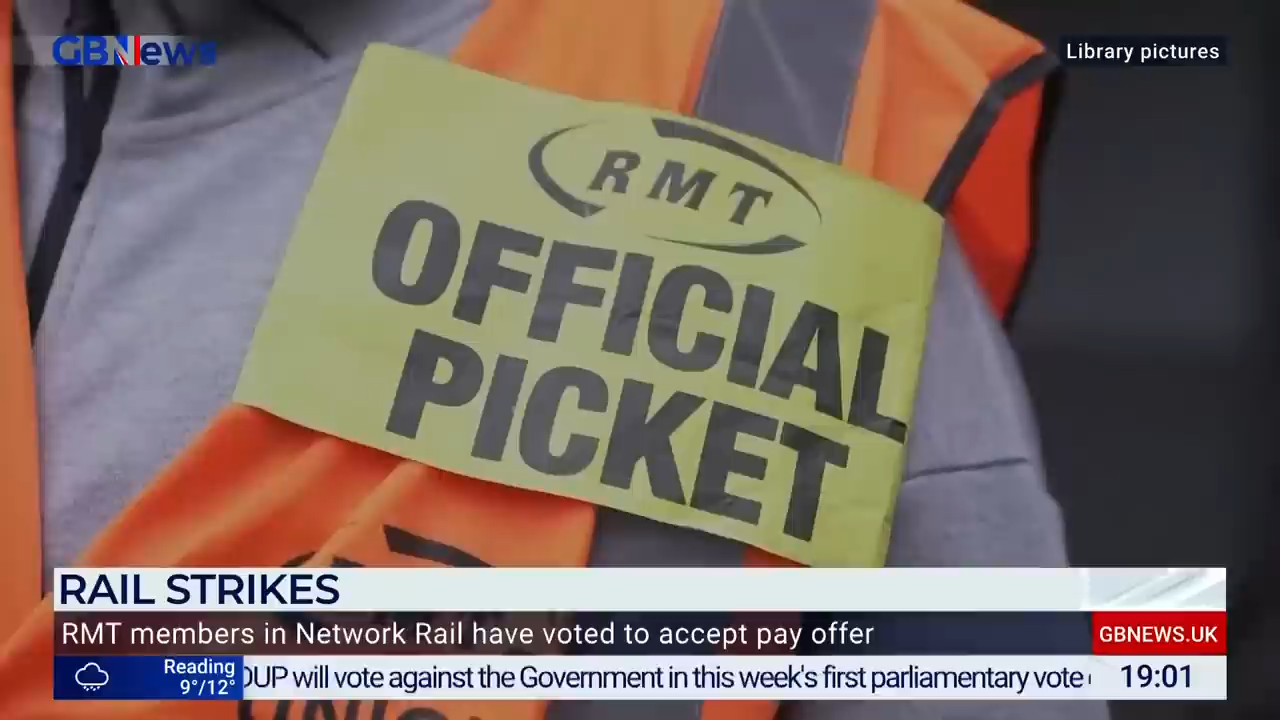 GBNews
Library pictures
RMT
OFFICIAL
PICKET
RAIL STRIKES
RMT members in Network Rail have voted to accept pay offer
GBNEWS.UK
Reading
9°/12°
DUP will vote against the Government in this week's first parliamentary vote
19:01
UNION